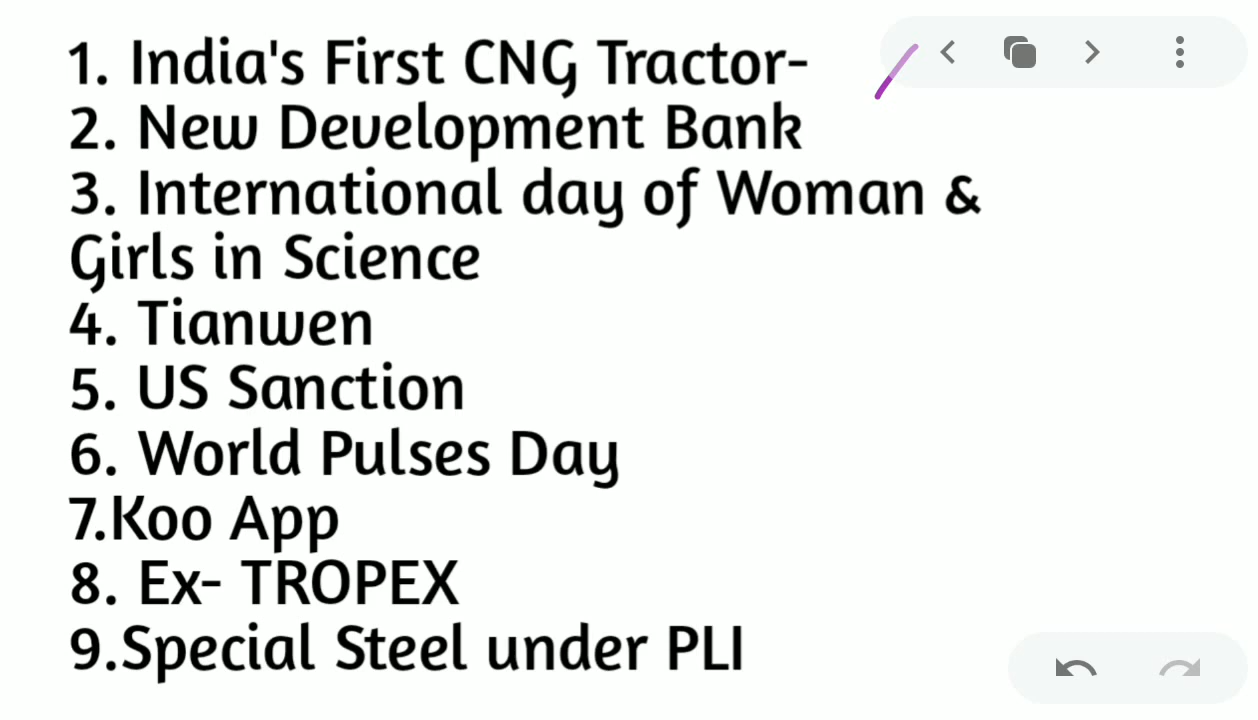 1. India's First CNG Tractor-
2. New Development Bank
3. International day of Woman &
Girls in Science
4. Tianwen
5. US Sanction
6. World Pulses Day
7.Koo App
8. Ex- TROPEX
9.Special Steel under PLI